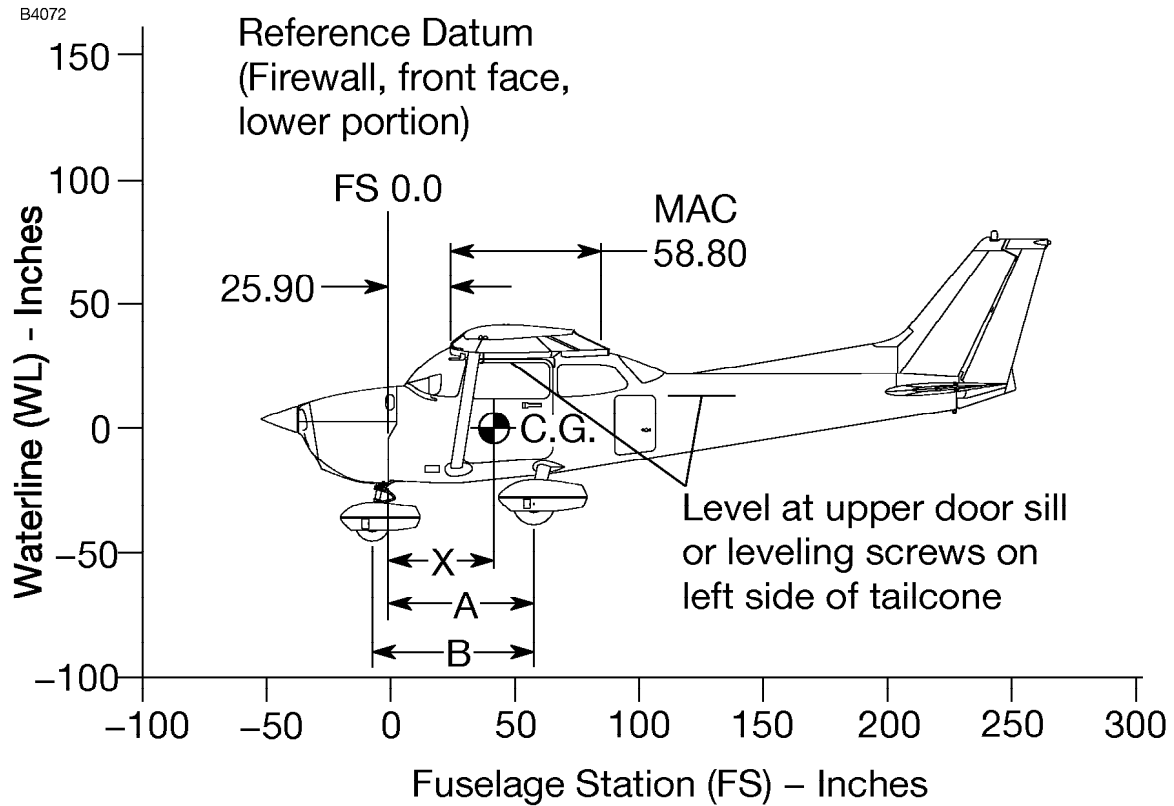 B4072
Reference Datum
(Firewall, front face,
lower portion)
FS 0.0
MAC
58.80
25.90
C.G.
Level at upper door sill
or leveling screws on
left side of tailcone
X
A
B
Waterline (WL) - Inches
150
100
50
0
−50
−100
−100 −50 0 50 100 150 200 250 300
Fuselage Station (FS) – Inches